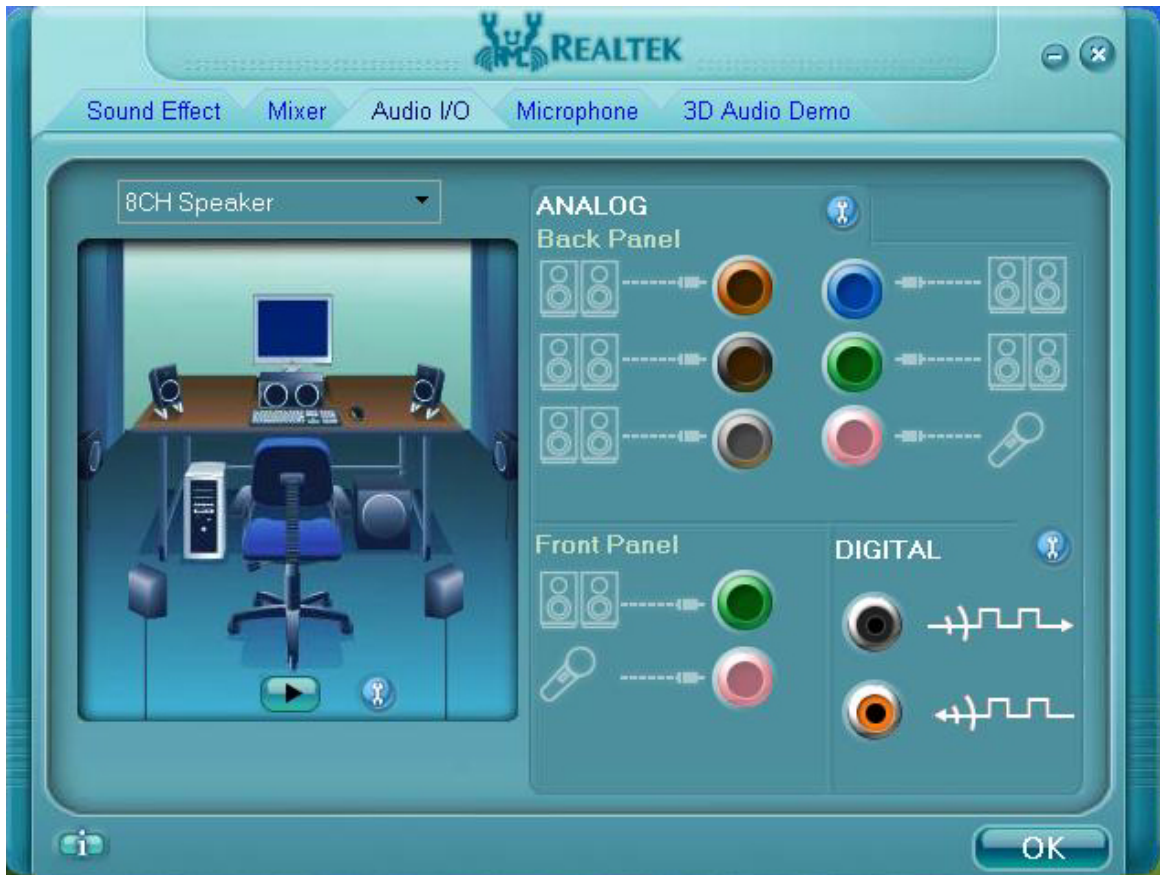 REALTEK
Sound Effect Mixer Audio I/O Microphone 3D Audio Demo
8CH Speaker
ANALOG
Back Panel
Front Panel
DIGITAL
i
OK